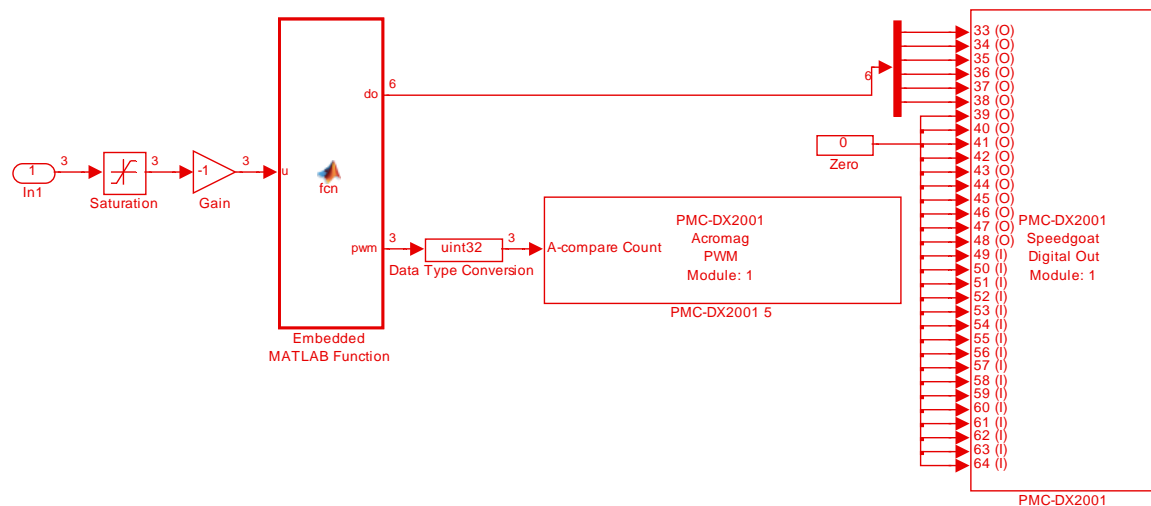 1
In1
3
Saturation
3
-1
Gain
3
u
fcn
do
pwm
Embedded
MATLAB Function
6
6
3
uint32
Data Type Conversion
3
A-compare Count
PMC-DX2001
Acromag
PWM
Module: 1
PMC-DX2001 5
0
Zero
33 (O)
34 (O)
35 (O)
36 (O)
37 (O)
38 (O)
39 (O)
40 (O)
41 (O)
42 (O)
43 (O)
44 (O)
45 (O)
46 (O)
47 (O)
48 (O)
49 (I)
50 (I)
51 (I)
52 (I)
53 (I)
54 (I)
55 (I)
56 (I)
57 (I)
58 (I)
59 (I)
60 (I)
61 (I)
62 (I)
63 (I)
64 (I)
PMC-DX2001
Speedgoat
Digital Out
Module: 1
PMC-DX2001